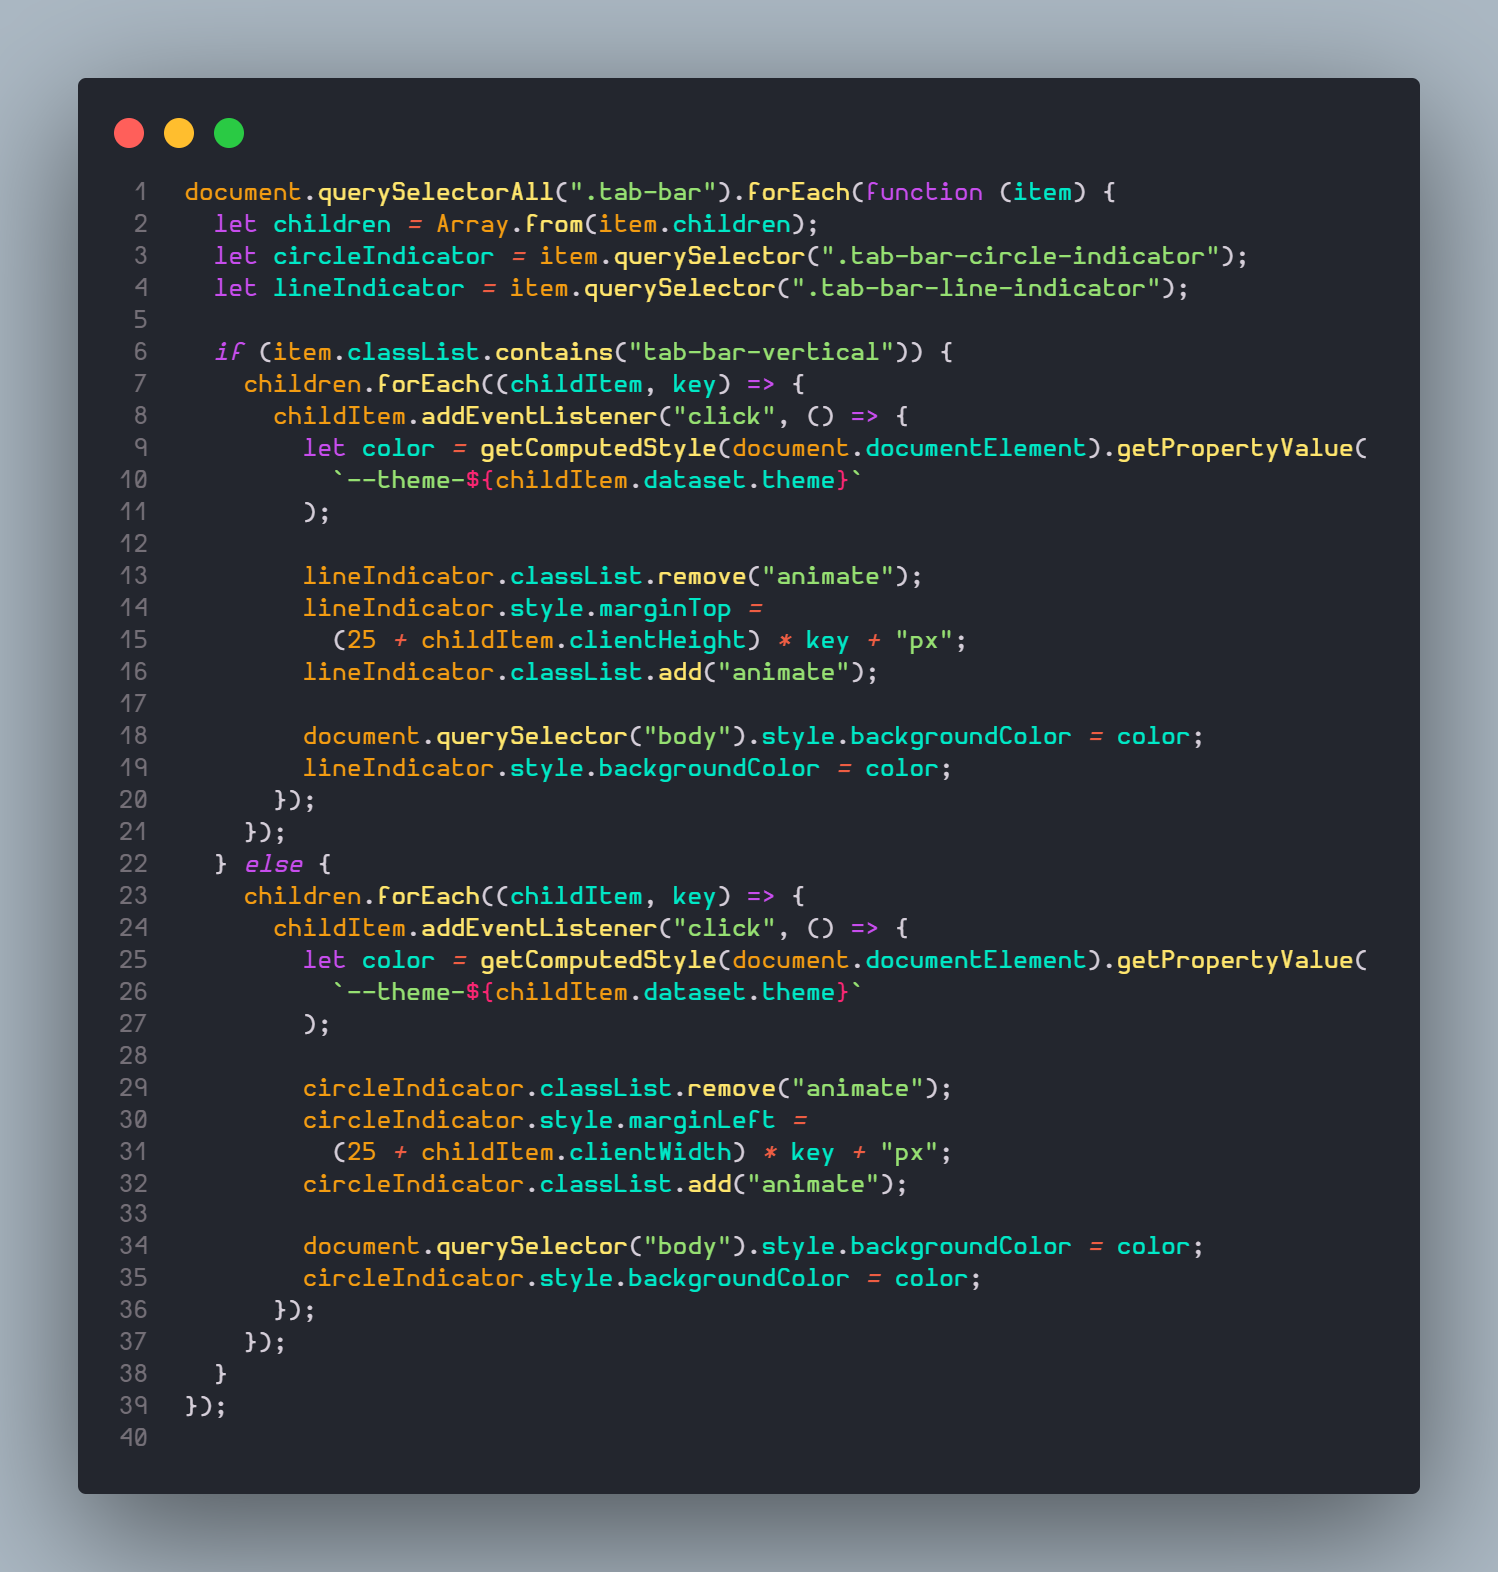 1 document.querySelectorAll(".tab-bar").forEach(function (item) {
2   let children = Array.from(item.children);
3   let circleIndicator = item.querySelector(".tab-bar-circle-indicator");
4   let lineIndicator = item.querySelector(".tab-bar-line-indicator");
5
6   if (item.classList.contains("tab-bar-vertical")) {
7     children.forEach((childItem, key) => {
8       childItem.addEventListener("click", () => {
9         let color = getComputedStyle(document.documentElement).getPropertyValue(
10           `--theme-${childItem.dataset.theme}`
11         );
12
13         lineIndicator.classList.remove("animate");
14         lineIndicator.style.marginTop =
15           (25 + childItem.clientHeight) * key + "px";
16         lineIndicator.classList.add("animate");
17
18         document.querySelector("body").style.backgroundColor = color;
19         lineIndicator.style.backgroundColor = color;
20       });
21     });
22   } else {
23     children.forEach((childItem, key) => {
24       childItem.addEventListener("click", () => {
25         let color = getComputedStyle(document.documentElement).getPropertyValue(
26           `--theme-${childItem.dataset.theme}`
27         );
28
29         circleIndicator.classList.remove("animate");
30         circleIndicator.style.marginLeft =
31           (25 + childItem.clientWidth) * key + "px";
32         circleIndicator.classList.add("animate");
33
34         document.querySelector("body").style.backgroundColor = color;
35         circleIndicator.style.backgroundColor = color;
36       });
37     });
38   }
39 });
40